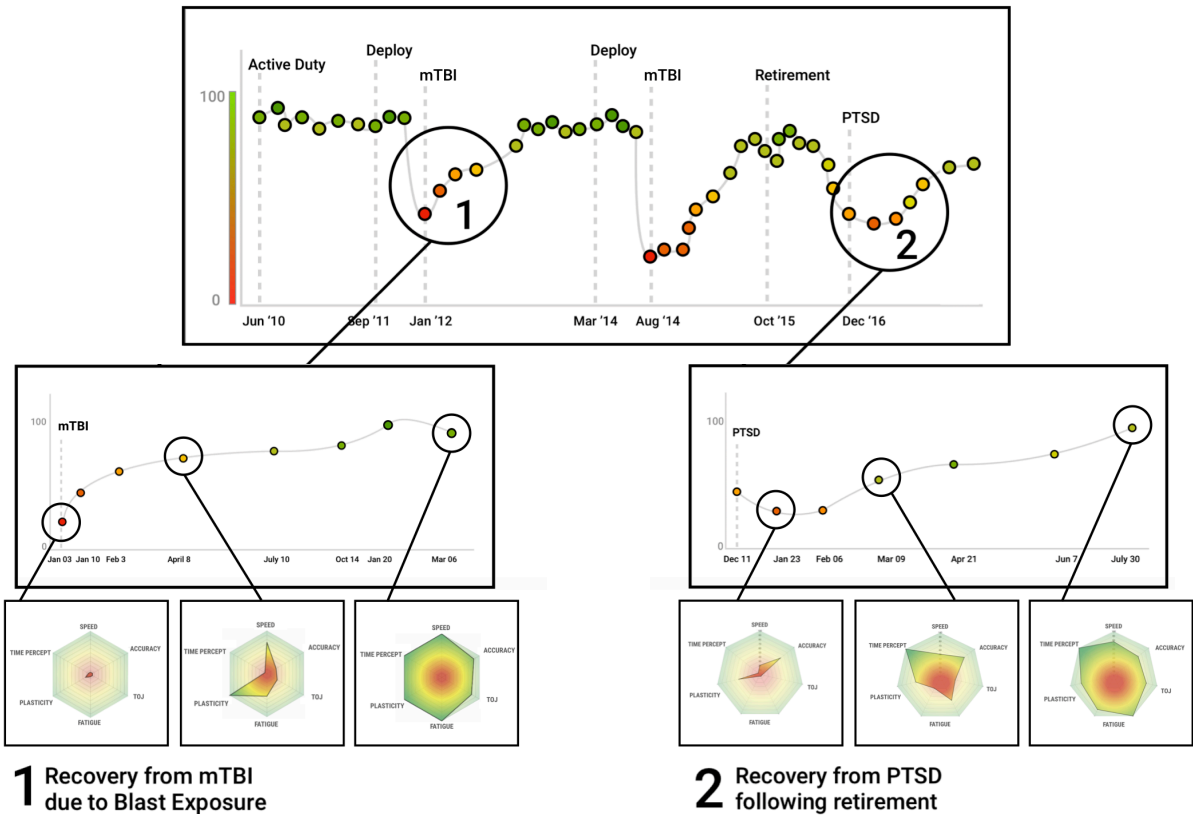 Deploy
Deploy
Active Duty
mTBI
mTBI
Retirement
100
PTSD
1
2
0
Jun ’10
Sep ’11
Jan ’12
Mar ’14
Aug ’14
Oct ’15
Dec ’16
100
mTBI
0
Jan 03
Jan 10
Feb 3
April 8
July 10
Oct 14
Jan 20
Mar 06
100
PTSD
0
Dec 11
Jan 23
Feb 06
Mar 09
Apr 21
Jun 7
July 30
SPEED
TIME PERCEPT
ACCURACY
PLASTICITY
TOJ
FATIGUE
SPEED
TIME PERCEPT
ACCURACY
PLASTICITY
TOJ
FATIGUE
SPEED
TIME PERCEPT
ACCURACY
PLASTICITY
TOJ
FATIGUE
SPEED
TIME PERCEPT
ACCURACY
PLASTICITY
TOJ
FATIGUE
SPEED
TIME PERCEPT
ACCURACY
PLASTICITY
TOJ
FATIGUE
SPEED
TIME PERCEPT
ACCURACY
PLASTICITY
TOJ
FATIGUE
1 Recovery from mTBI
due to Blast Exposure
2 Recovery from PTSD
following retirement